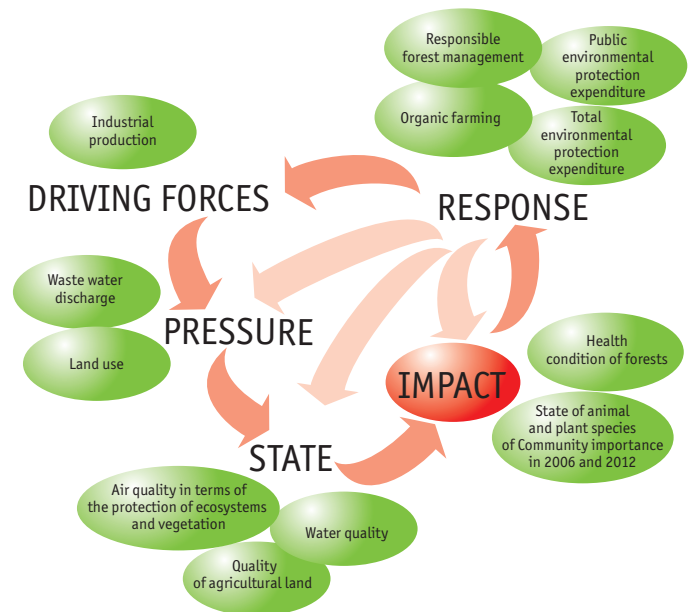 Responsible
forest management
Public
environmental
protection
expenditure
Organic farming
Total
environmental
protection
expenditure
Industrial
production
DRIVING FORCES
RESPONSE
Waste water
discharge
Land use
PRESSURE
IMPACT
Health
condition of forests
State of animal
and plant species
of Community importance
in 2006 and 2012
STATE
Air quality in terms of
the protection of ecosystems
and vegetation
Water quality
Quality
of agricultural land